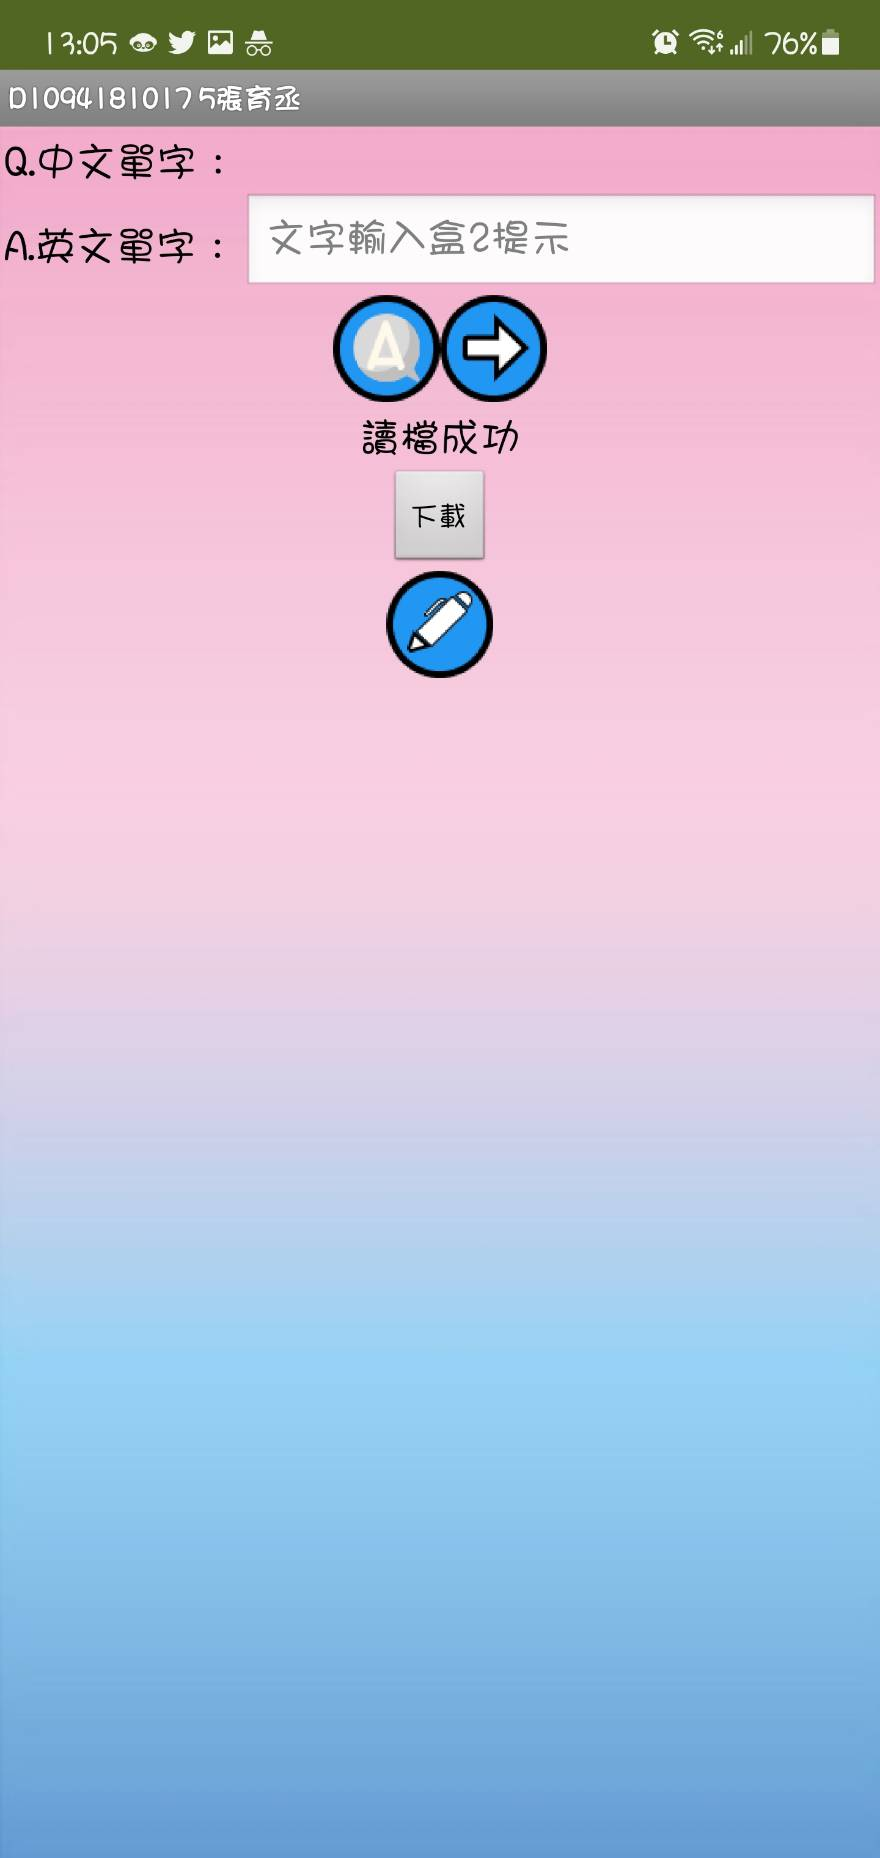 13:05 76%
D10941810175張育丞
Q.中文單字：
A.英文單字： 文字輸入盒2提示
A
讀檔成功
下載